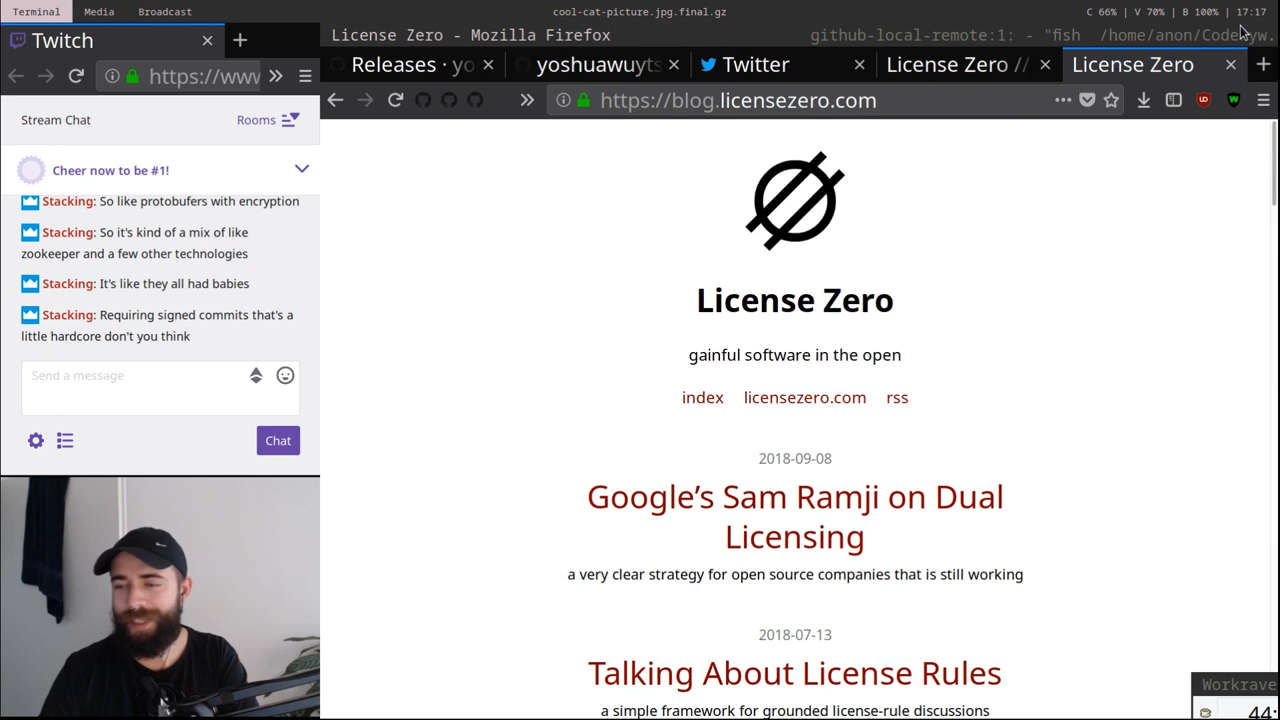 Terminal Media Broadcast cool-cat-picture.jpg.final.gz C 66% | V 70% | B 100% | 17:17
Twitch
https://www
Stream Chat Rooms
Cheer now to be #1!
Stacking: So like protobufers with encryption
Stacking: So it's kind of a mix of like
zookeeper and a few other technologies
Stacking: It's like they all had babies
Stacking: Requiring signed commits that's a
little hardcore don't you think
Send a message
Chat
License Zero - Mozilla Firefox github-local-remote:1: - "fish /home/anon/Code
Releases · yo yoshuawuyts Twitter License Zero // License Zero
https://blog.licensezero.com
License Zero
gainful software in the open
index licensezero.com rss
2018-09-08
Google’s Sam Ramji on Dual
Licensing
a very clear strategy for open source companies that is still working
2018-07-13
Talking About License Rules
a simple framework for grounded license-rule discussions
Workrave
44: